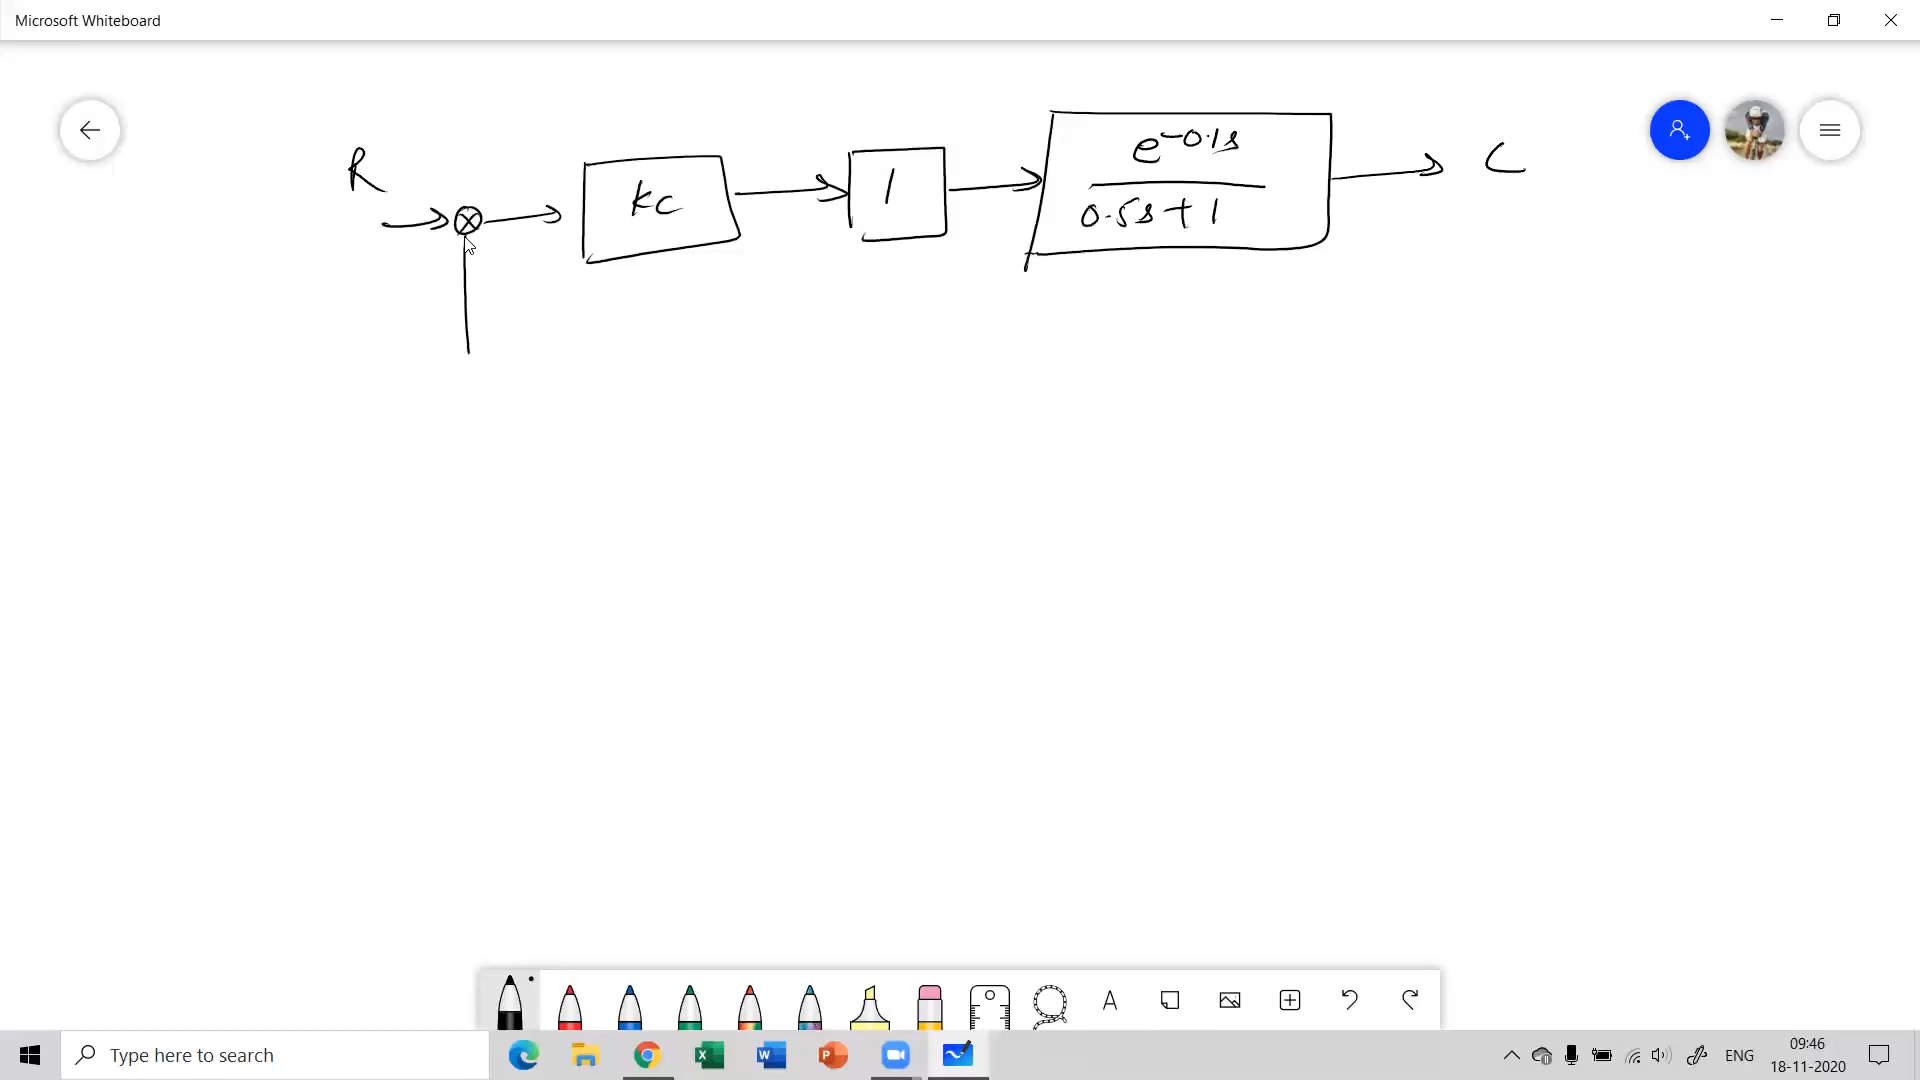 Microsoft Whiteboard
R
kc
1
e^-0.1s
0.5s+1
C
A
Type here to search
ENG
09:46
18-11-2020